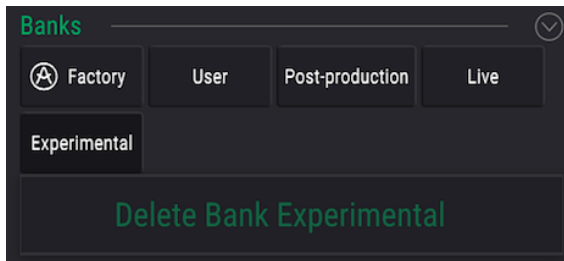 Banks
Factory User Post-production Live
Experimental
Delete Bank Experimental